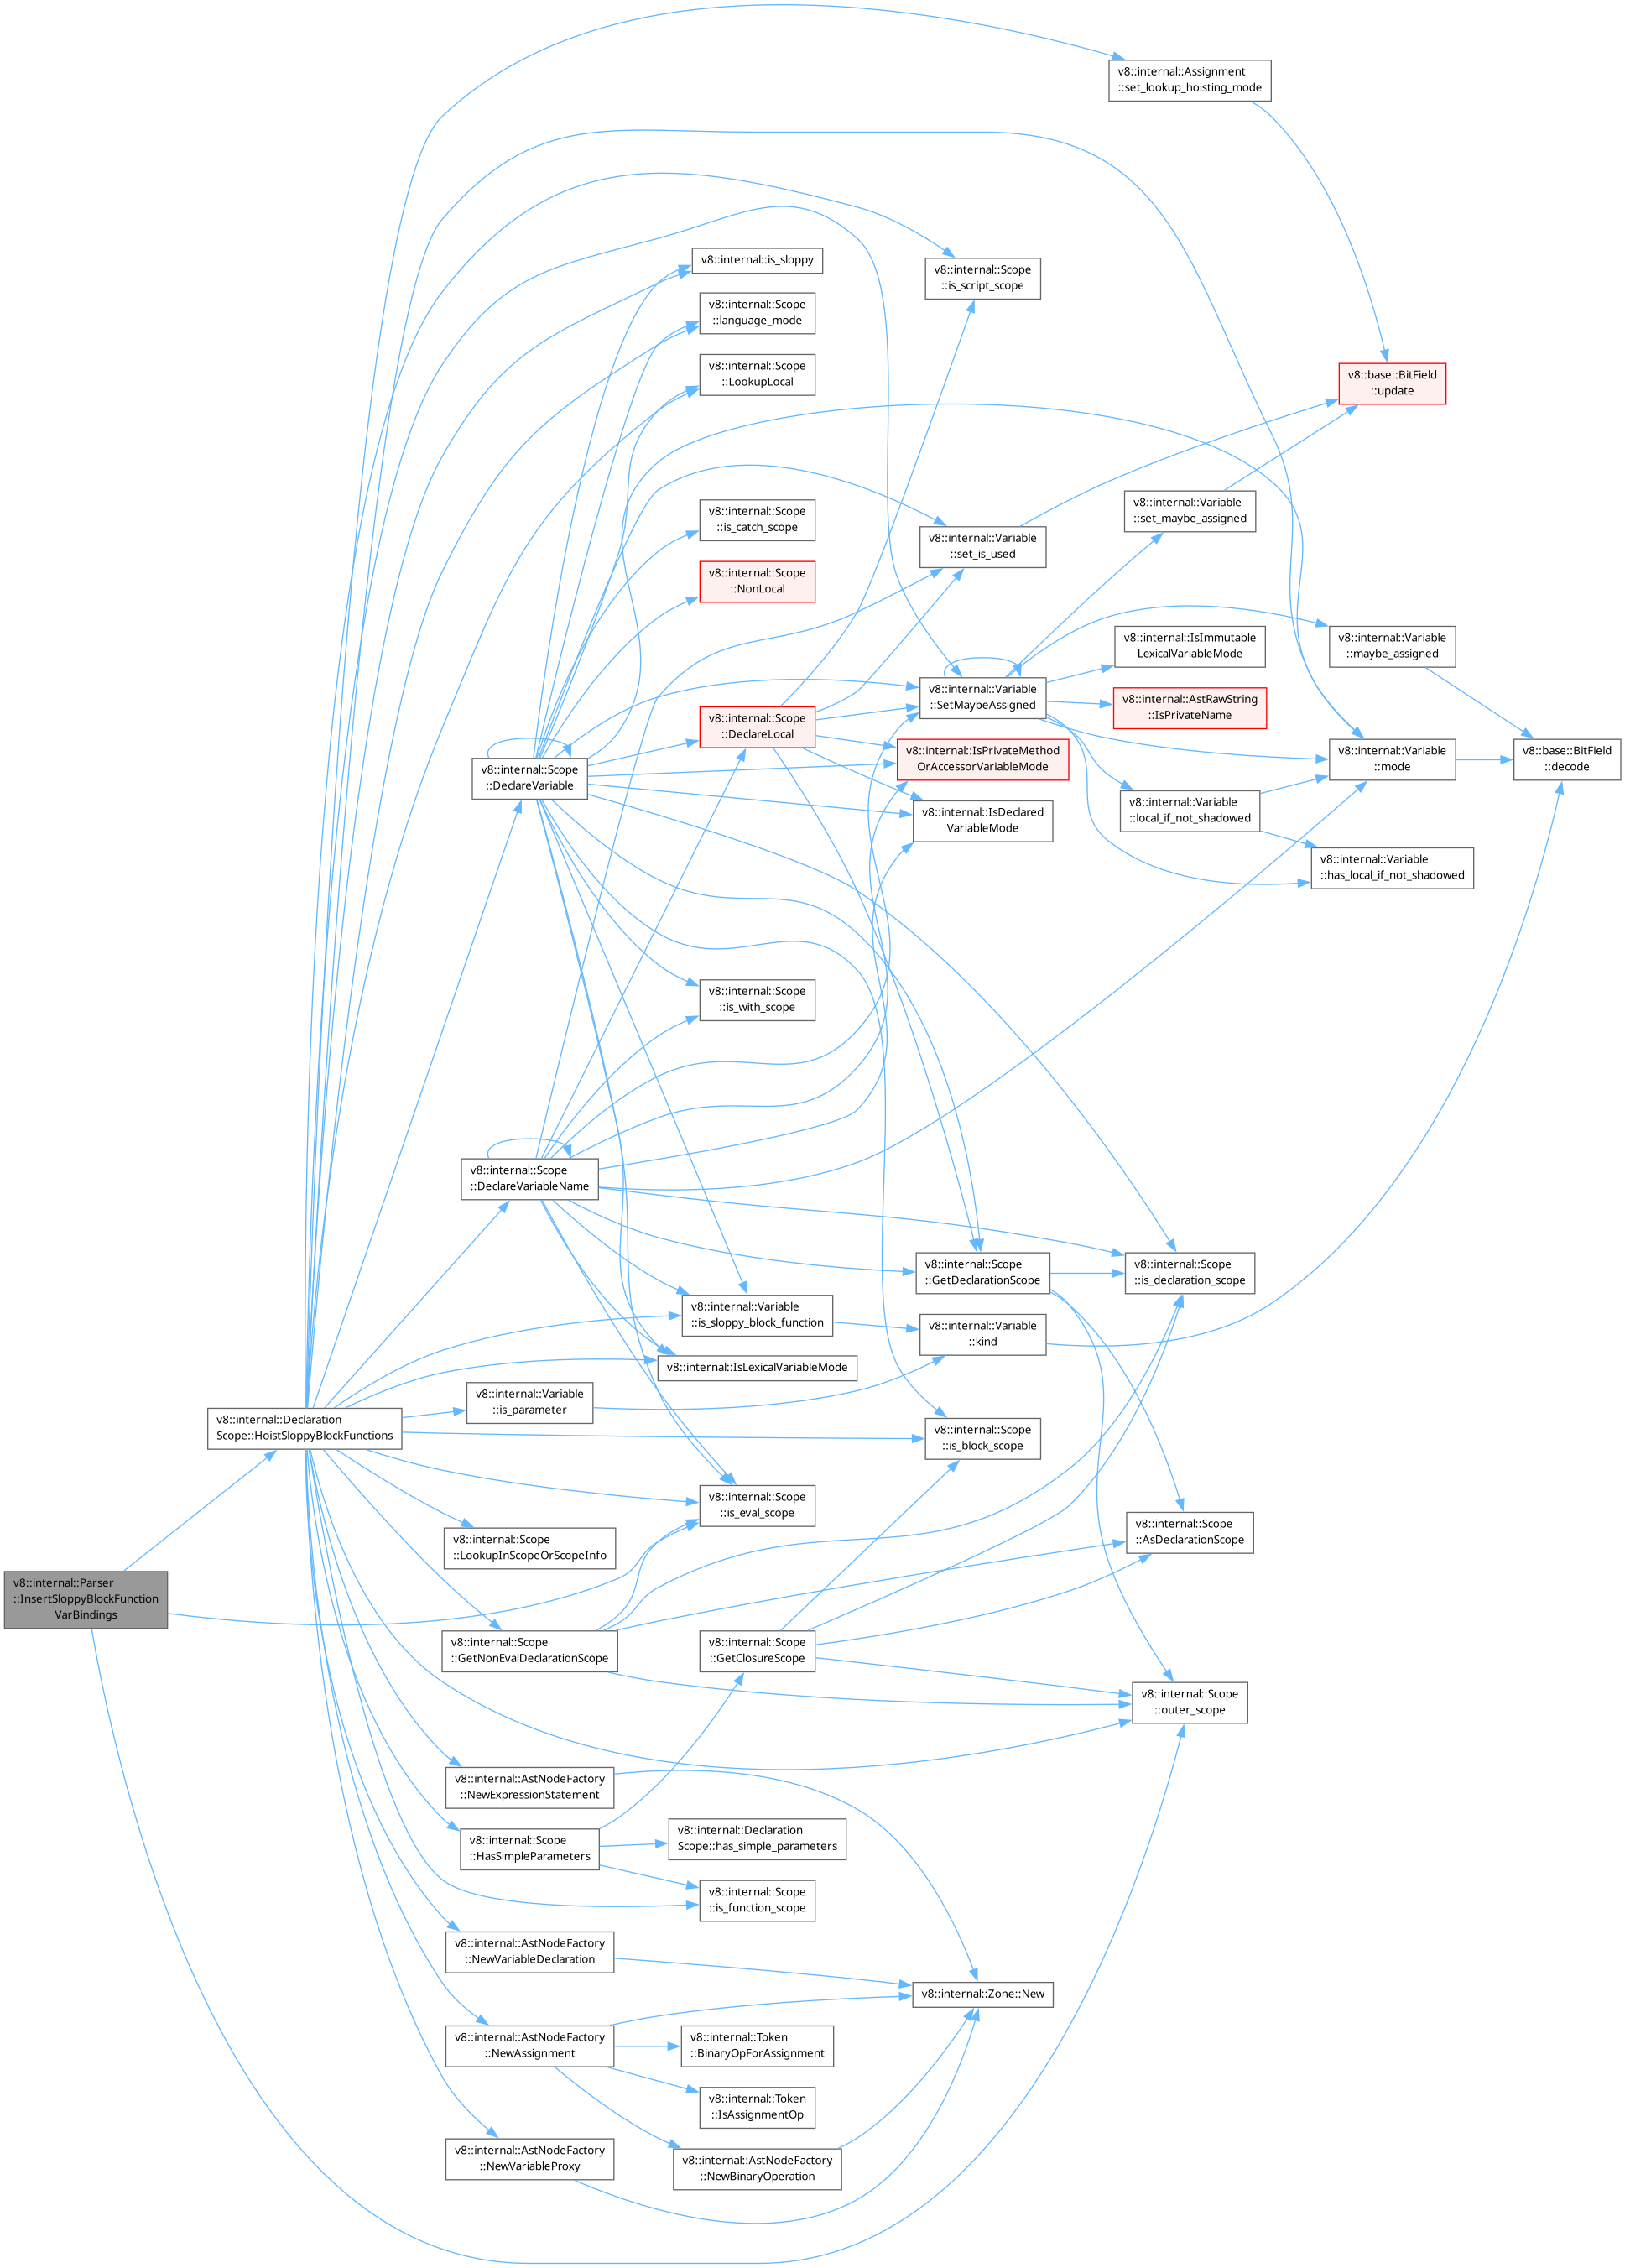 v8::internal::Assignment
::set_lookup_hoisting_mode
v8::internal::is_sloppy
v8::internal::Scope
::is_script_scope
v8::internal::Scope
::language_mode
v8::internal::Scope
::LookupLocal
v8::base::BitField
::update
v8::internal::Scope
::is_catch_scope
v8::internal::Variable
::set_maybe_assigned
v8::internal::Variable
::set_is_used
v8::internal::Scope
::NonLocal
v8::internal::IsImmutable
LexicalVariableMode
v8::internal::Variable
::maybe_assigned
v8::internal::Variable
::SetMaybeAssigned
v8::internal::AstRawString
::IsPrivateName
v8::internal::Scope
::DeclareLocal
v8::internal::IsPrivateMethod
OrAccessorVariableMode
v8::internal::Variable
::mode
v8::base::BitField
::decode
v8::internal::Scope
::DeclareVariable
v8::internal::IsDeclared
VariableMode
v8::internal::Variable
::local_if_not_shadowed
v8::internal::Variable
::has_local_if_not_shadowed
v8::internal::Scope
::is_with_scope
v8::internal::Scope
::DeclareVariableName
v8::internal::Scope
::GetDeclarationScope
v8::internal::Scope
::is_declaration_scope
v8::internal::Variable
::is_sloppy_block_function
v8::internal::Variable
::kind
v8::internal::IsLexicalVariableMode
v8::internal::Variable
::is_parameter
v8::internal::Declaration
Scope::HoistSloppyBlockFunctions
v8::internal::Scope
::is_block_scope
v8::internal::Scope
::is_eval_scope
v8::internal::Scope
::LookupInScopeOrScopeInfo
v8::internal::Scope
::AsDeclarationScope
v8::internal::Parser
::InsertSloppyBlockFunction
VarBindings
v8::internal::Scope
::GetNonEvalDeclarationScope
v8::internal::Scope
::GetClosureScope
v8::internal::Scope
::outer_scope
v8::internal::AstNodeFactory
::NewExpressionStatement
v8::internal::Scope
::HasSimpleParameters
v8::internal::Declaration
Scope::has_simple_parameters
v8::internal::Scope
::is_function_scope
v8::internal::AstNodeFactory
::NewVariableDeclaration
v8::internal::Zone::New
v8::internal::AstNodeFactory
::NewAssignment
v8::internal::Token
::BinaryOpForAssignment
v8::internal::Token
::IsAssignmentOp
v8::internal::AstNodeFactory
::NewVariableProxy
v8::internal::AstNodeFactory
::NewBinaryOperation